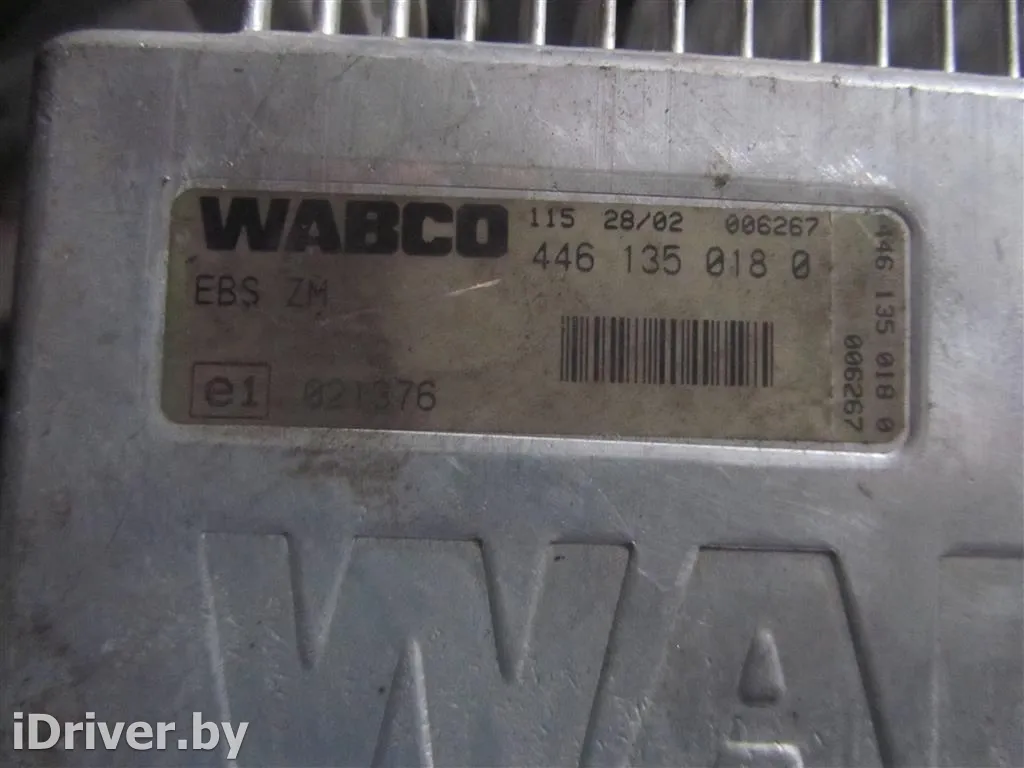 WABCO 115 28/02 006267
446 135 018 0
EBS ZM
e1 021376
446 135 018 0
006267
WA
iDriver.by